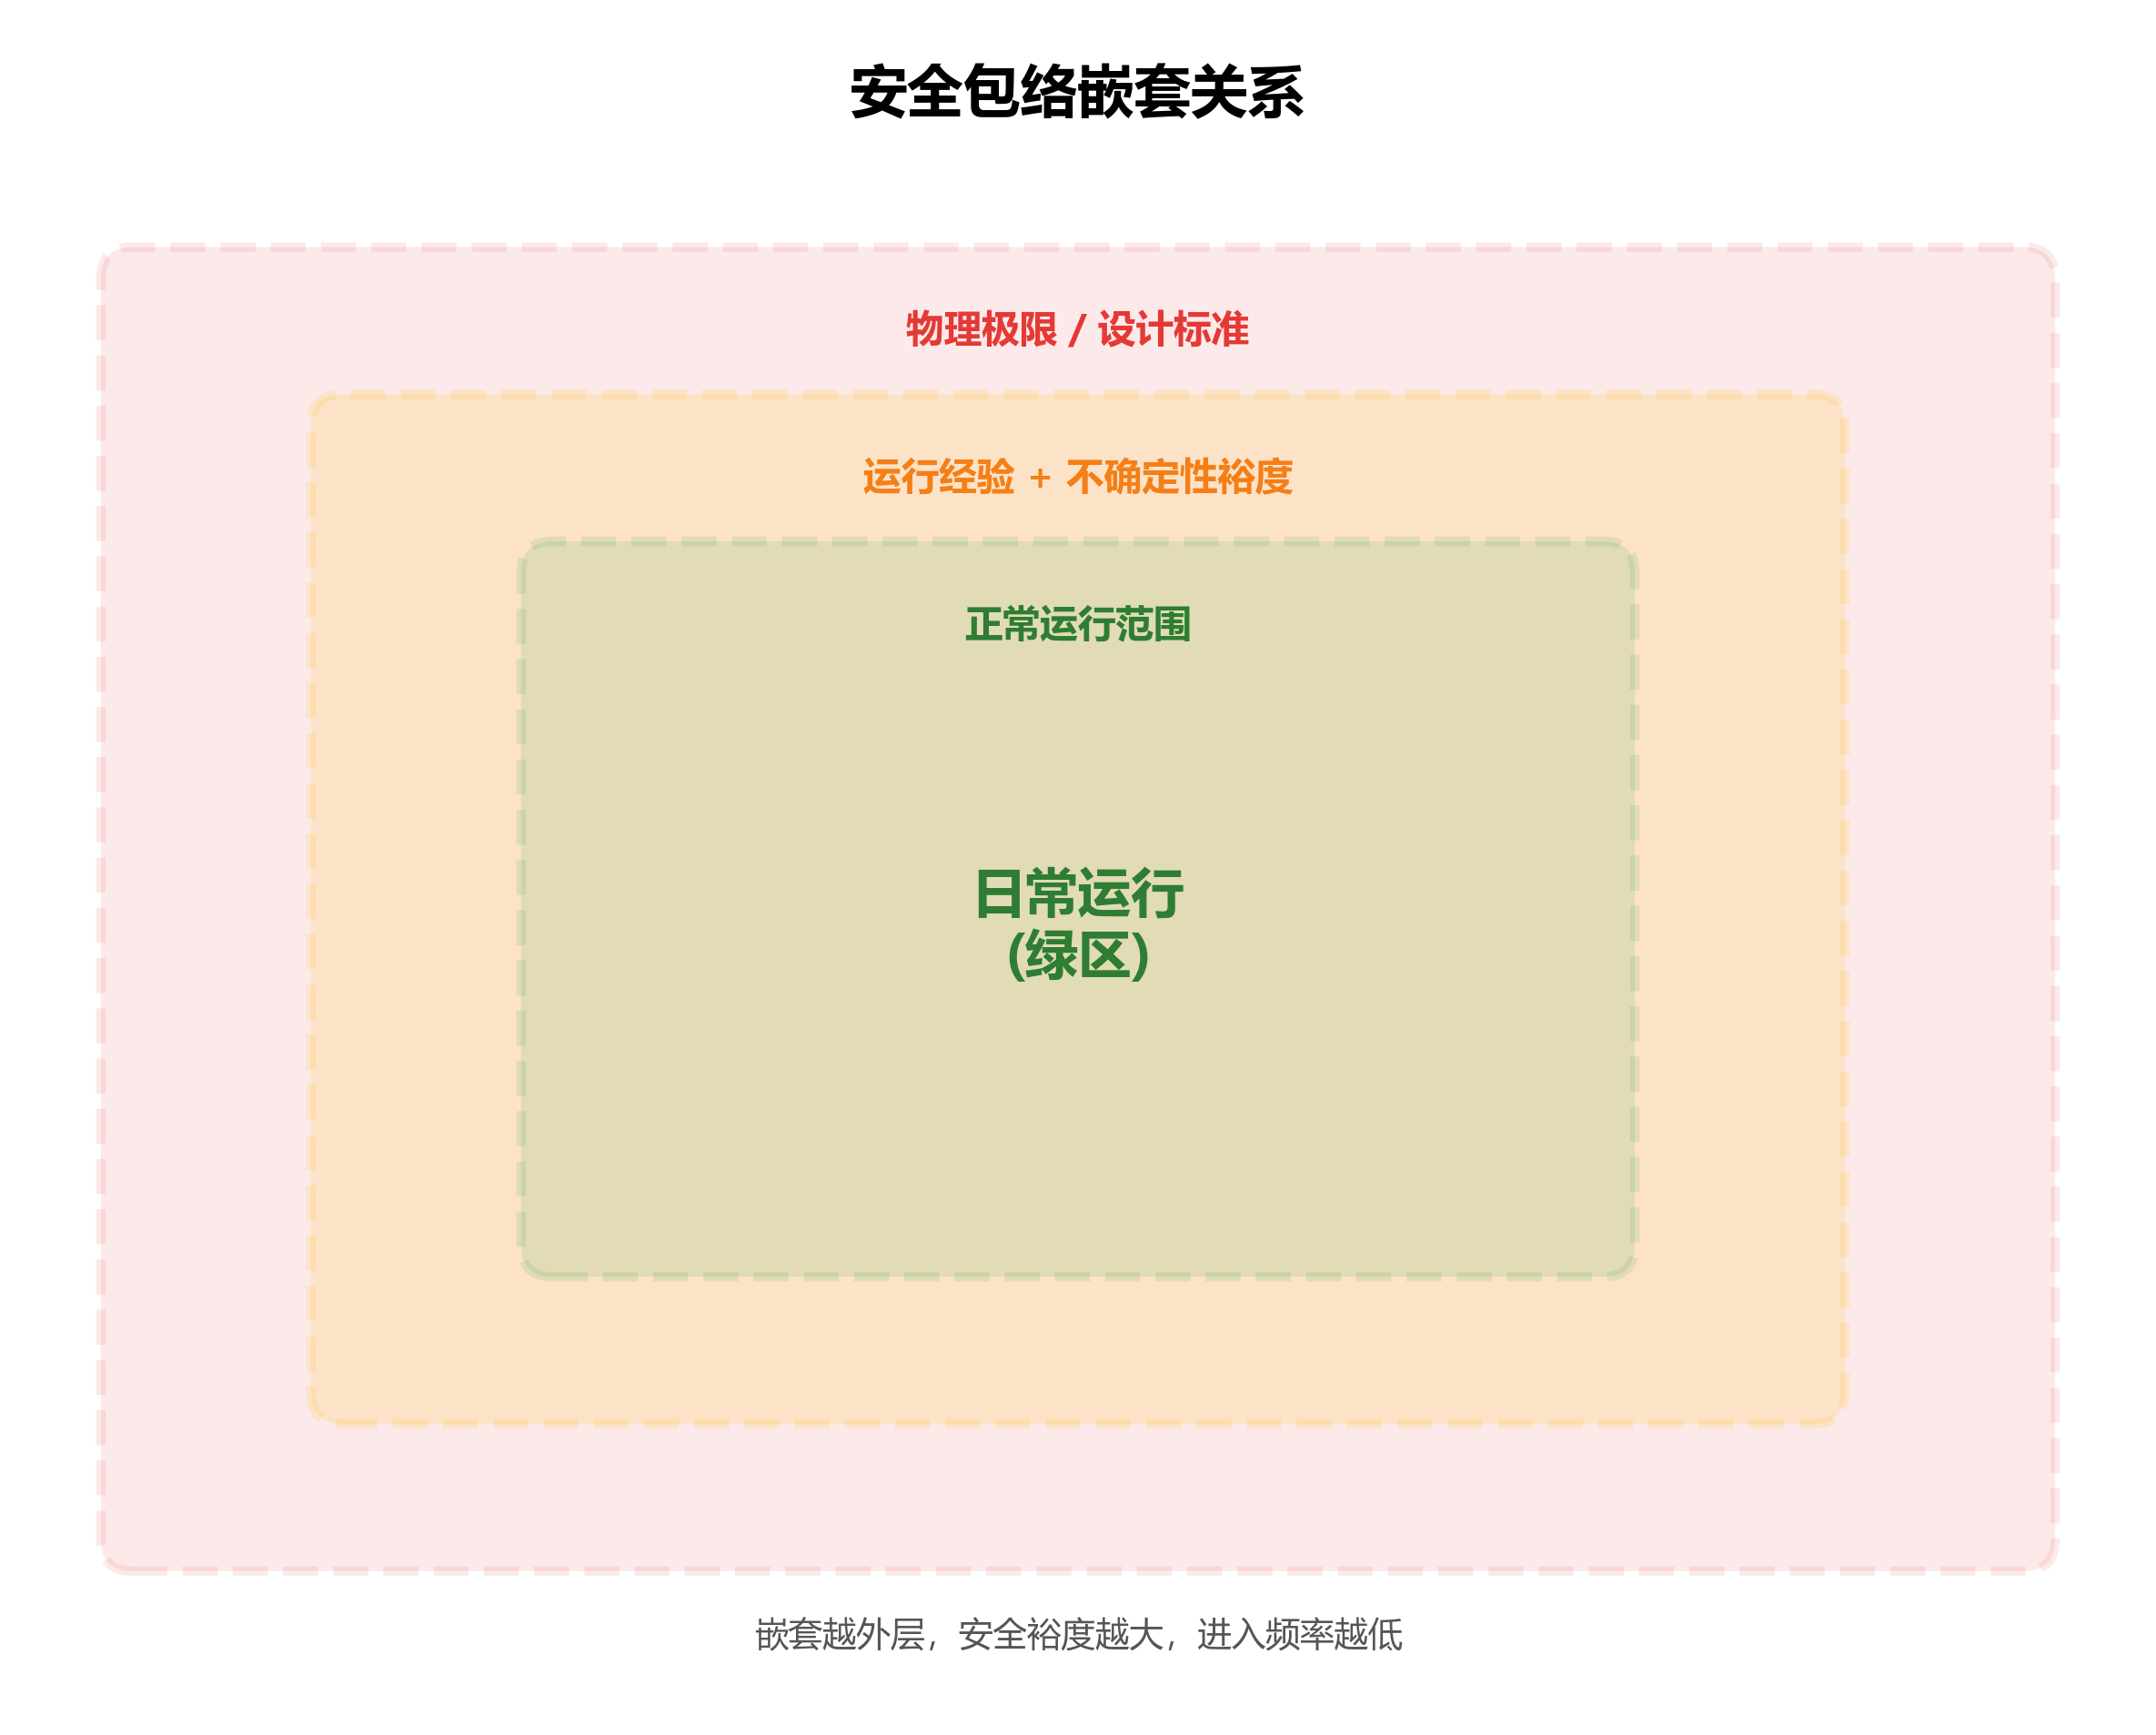 安全包络嵌套关系
物理极限 / 设计标准
运行经验 + 不确定性裕度
正常运行范围
日常运行
(绿区)
嵌套越外层，安全裕度越大，进入频率越低